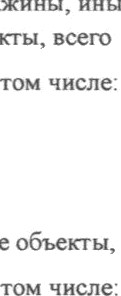 жины, ины
кты, всего
том числе:
е объекты,
том числе: